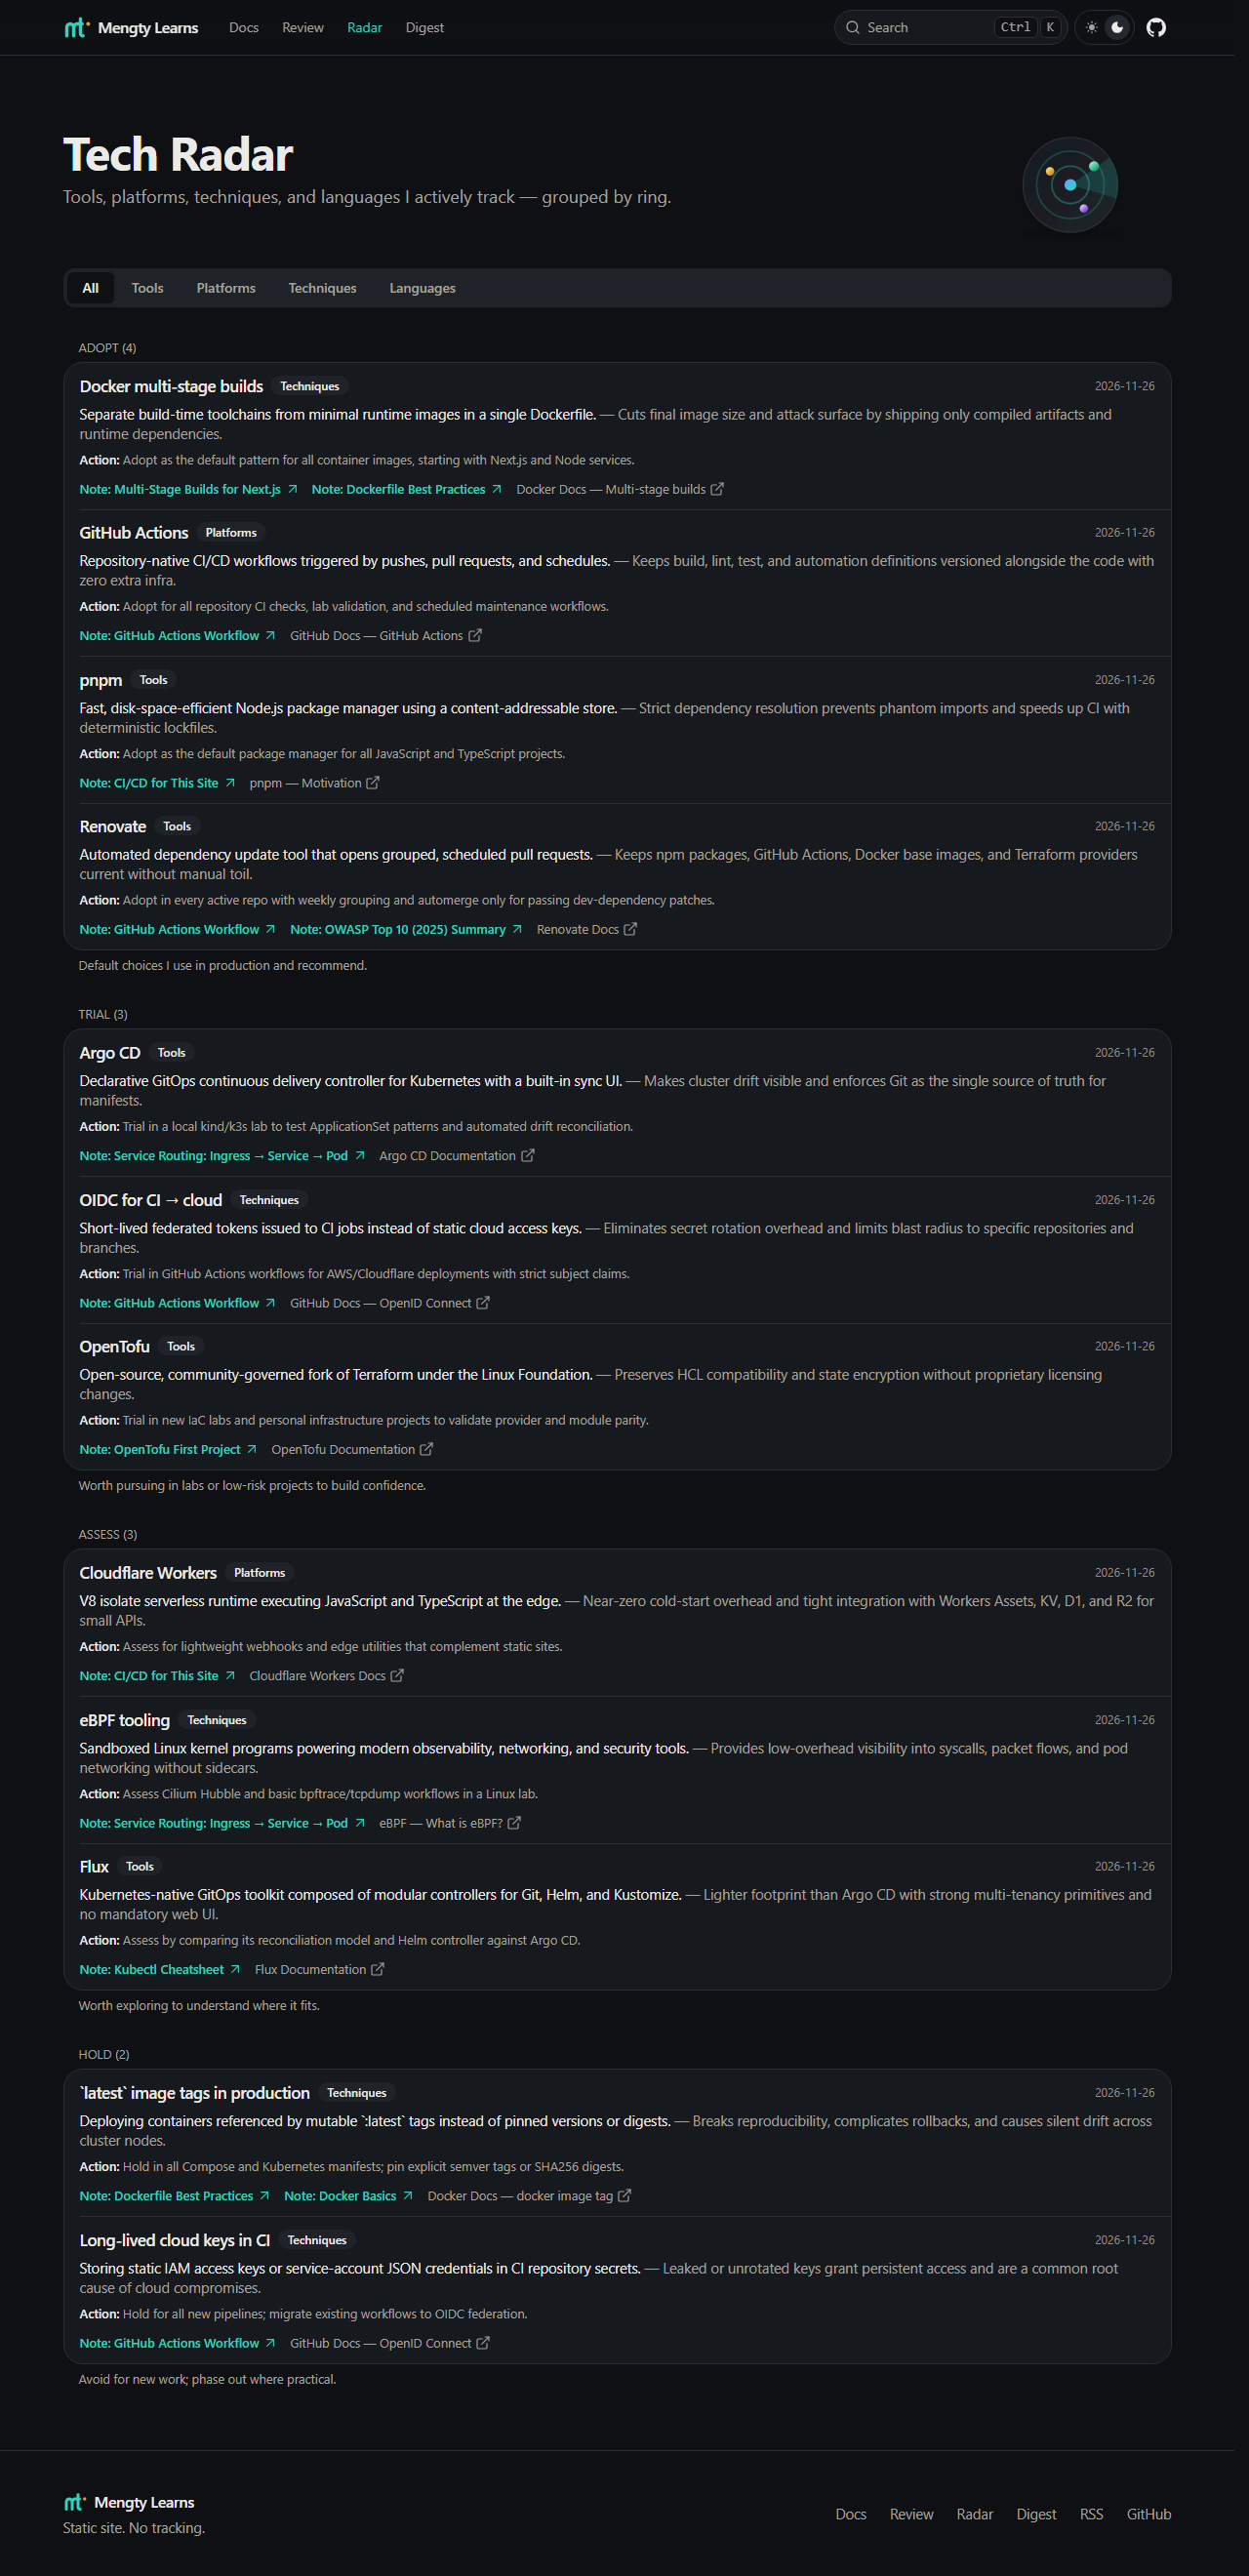 Mengty Learns Docs Review Radar Digest Search Ctrl K
Tech Radar
Tools, platforms, techniques, and languages I actively track — grouped by ring.
All Tools Platforms Techniques Languages
ADOPT (4)
Docker multi-stage builds Techniques 2026-11-26
Separate build-time toolchains from minimal runtime images in a single Dockerfile. — Cuts final image size and attack surface by shipping only compiled artifacts and
runtime dependencies.
Action: Adopt as the default pattern for all container images, starting with Next.js and Node services.
Note: Multi-Stage Builds for Next.js Note: Dockerfile Best Practices Docker Docs — Multi-stage builds
GitHub Actions Platforms 2026-11-26
Repository-native CI/CD workflows triggered by pushes, pull requests, and schedules. — Keeps build, lint, test, and automation definitions versioned alongside the code with
zero extra infra.
Action: Adopt for all repository CI checks, lab validation, and scheduled maintenance workflows.
Note: GitHub Actions Workflow GitHub Docs — GitHub Actions
pnpm Tools 2026-11-26
Fast, disk-space-efficient Node.js package manager using a content-addressable store. — Strict dependency resolution prevents phantom imports and speeds up CI with
deterministic lockfiles.
Action: Adopt as the default package manager for all JavaScript and TypeScript projects.
Note: CI/CD for This Site pnpm — Motivation
Renovate Tools 2026-11-26
Automated dependency update tool that opens grouped, scheduled pull requests. — Keeps npm packages, GitHub Actions, Docker base images, and Terraform providers
current without manual toil.
Action: Adopt in every active repo with weekly grouping and automerge only for passing dev-dependency patches.
Note: GitHub Actions Workflow Note: OWASP Top 10 (2025) Summary Renovate Docs
Default choices I use in production and recommend.
TRIAL (3)
Argo CD Tools 2026-11-26
Declarative GitOps continuous delivery controller for Kubernetes with a built-in sync UI. — Makes cluster drift visible and enforces Git as the single source of truth for
manifests.
Action: Trial in a local kind/k3s lab to test ApplicationSet patterns and automated drift reconciliation.
Note: Service Routing: Ingress → Service → Pod Argo CD Documentation
OIDC for CI → cloud Techniques 2026-11-26
Short-lived federated tokens issued to CI jobs instead of static cloud access keys. — Eliminates secret rotation overhead and limits blast radius to specific repositories and
branches.
Action: Trial in GitHub Actions workflows for AWS/Cloudflare deployments with strict subject claims.
Note: GitHub Actions Workflow GitHub Docs — OpenID Connect
OpenTofu Tools 2026-11-26
Open-source, community-governed fork of Terraform under the Linux Foundation. — Preserves HCL compatibility and state encryption without proprietary licensing
changes.
Action: Trial in new IaC labs and personal infrastructure projects to validate provider and module parity.
Note: OpenTofu First Project OpenTofu Documentation
Worth pursuing in labs or low-risk projects to build confidence.
ASSESS (3)
Cloudflare Workers Platforms 2026-11-26
V8 isolate serverless runtime executing JavaScript and TypeScript at the edge. — Near-zero cold-start overhead and tight integration with Workers Assets, KV, D1, and R2 for
small APIs.
Action: Assess for lightweight webhooks and edge utilities that complement static sites.
Note: CI/CD for This Site Cloudflare Workers Docs
eBPF tooling Techniques 2026-11-26
Sandboxed Linux kernel programs powering modern observability, networking, and security tools. — Provides low-overhead visibility into syscalls, packet flows, and pod
networking without sidecars.
Action: Assess Cilium Hubble and basic bpftrace/tcpdump workflows in a Linux lab.
Note: Service Routing: Ingress → Service → Pod eBPF — What is eBPF?
Flux Tools 2026-11-26
Kubernetes-native GitOps toolkit composed of modular controllers for Git, Helm, and Kustomize. — Lighter footprint than Argo CD with strong multi-tenancy primitives and
no mandatory web UI.
Action: Assess by comparing its reconciliation model and Helm controller against Argo CD.
Note: Kubectl Cheatsheet Flux Documentation
Worth exploring to understand where it fits.
HOLD (2)
`latest` image tags in production Techniques 2026-11-26
Deploying containers referenced by mutable `:latest` tags instead of pinned versions or digests. — Breaks reproducibility, complicates rollbacks, and causes silent drift across
cluster nodes.
Action: Hold in all Compose and Kubernetes manifests; pin explicit semver tags or SHA256 digests.
Note: Dockerfile Best Practices Note: Docker Basics Docker Docs — docker image tag
Long-lived cloud keys in CI Techniques 2026-11-26
Storing static IAM access keys or service-account JSON credentials in CI repository secrets. — Leaked or unrotated keys grant persistent access and are a common root
cause of cloud compromises.
Action: Hold for all new pipelines; migrate existing workflows to OIDC federation.
Note: GitHub Actions Workflow GitHub Docs — OpenID Connect
Avoid for new work; phase out where practical.
Mengty Learns
Static site. No tracking.
Docs Review Radar Digest RSS GitHub